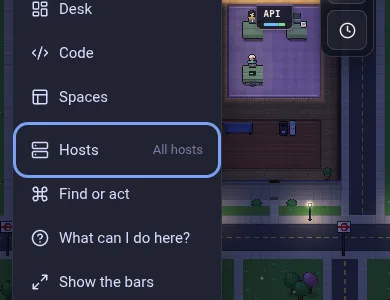 Desk
API
Code
Spaces
Hosts All hosts
Find or act
What can I do here?
Show the bars